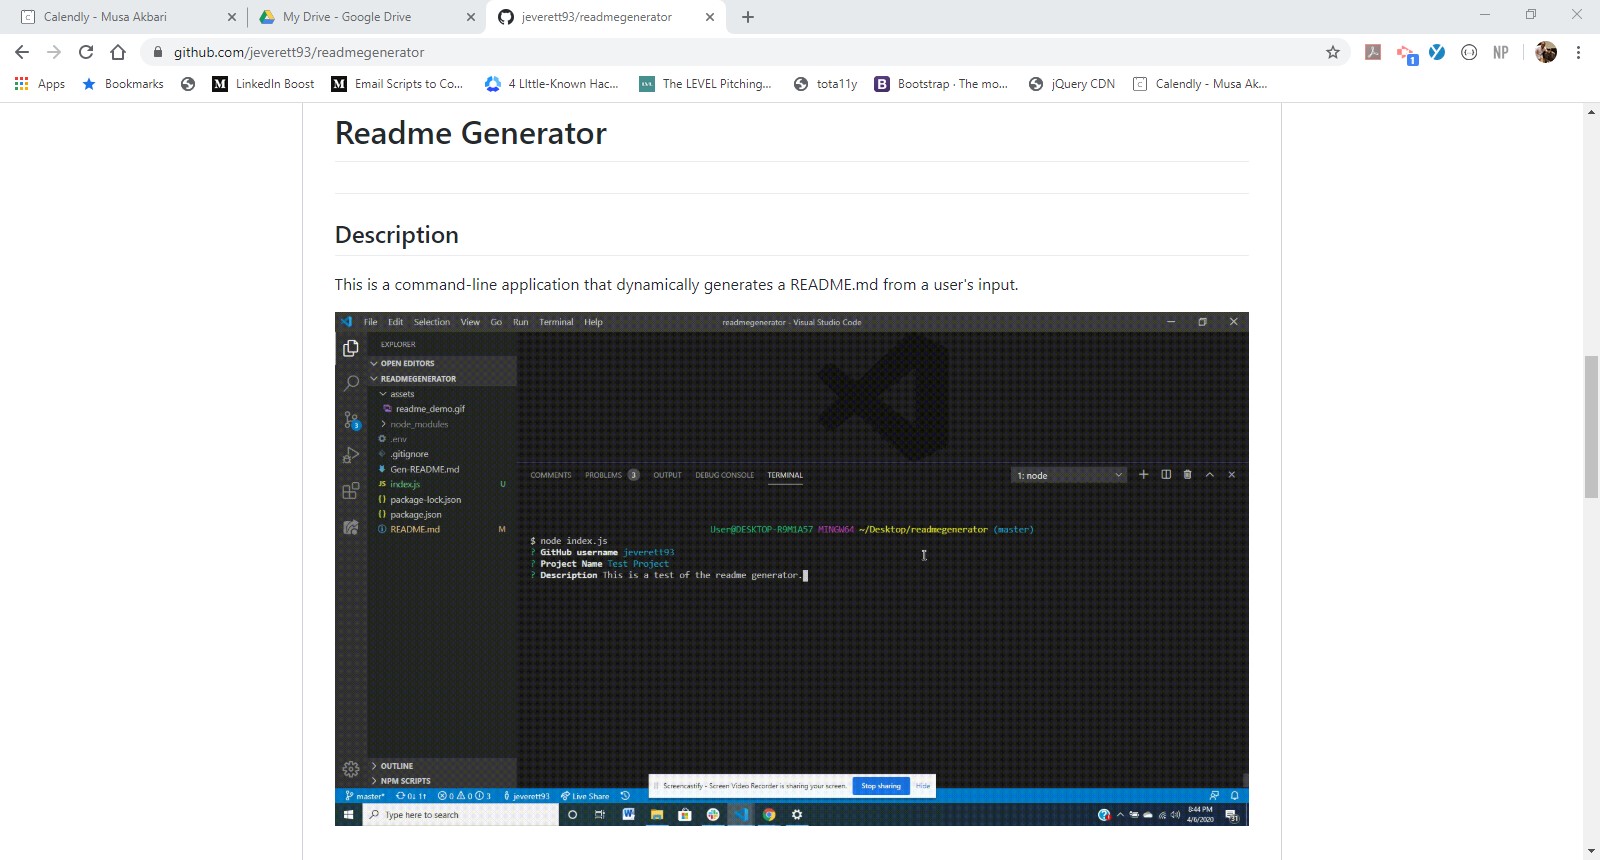 Calendly - Musa Akbari
My Drive - Google Drive
jeverett93/readmegenerator
github.com/jeverett93/readmegenerator
1
NP
Apps
Bookmarks
LinkedIn Boost
Email Scripts to Co...
4 LIttle-Known Hac...
The LEVEL Pitching...
tota11y
Bootstrap · The mo...
jQuery CDN
Calendly - Musa Ak...
Readme Generator
Description
This is a command-line application that dynamically generates a README.md from a user's input.
File Edit Selection View Go Run Terminal Help
readmegenerator - Visual Studio Code
EXPLORER
OPEN EDITORS
READMEGENERATOR
assets
readme_demo.gif
node_modules
3
.env
.gitignore
Gen-README.md
JS index.js U
{} package-lock.json
{} package.json
README.md M
COMMENTS PROBLEMS 3 OUTPUT DEBUG CONSOLE TERMINAL
1: node
User@DESKTOP-R9M1A57 MINGW64 ~/Desktop/readmegenerator (master)
$ node index.js
? GitHub username jeverett93
? Project Name Test Project
? Description This is a test of the readme generator.
OUTLINE
NPM SCRIPTS
Screencastify - Screen Video Recorder is sharing your screen.
Stop sharing
Hide
master* 0↓ 1↑ 0 0 3 jeverett93 Live Share
Type here to search
8:44 PM
4/6/2020